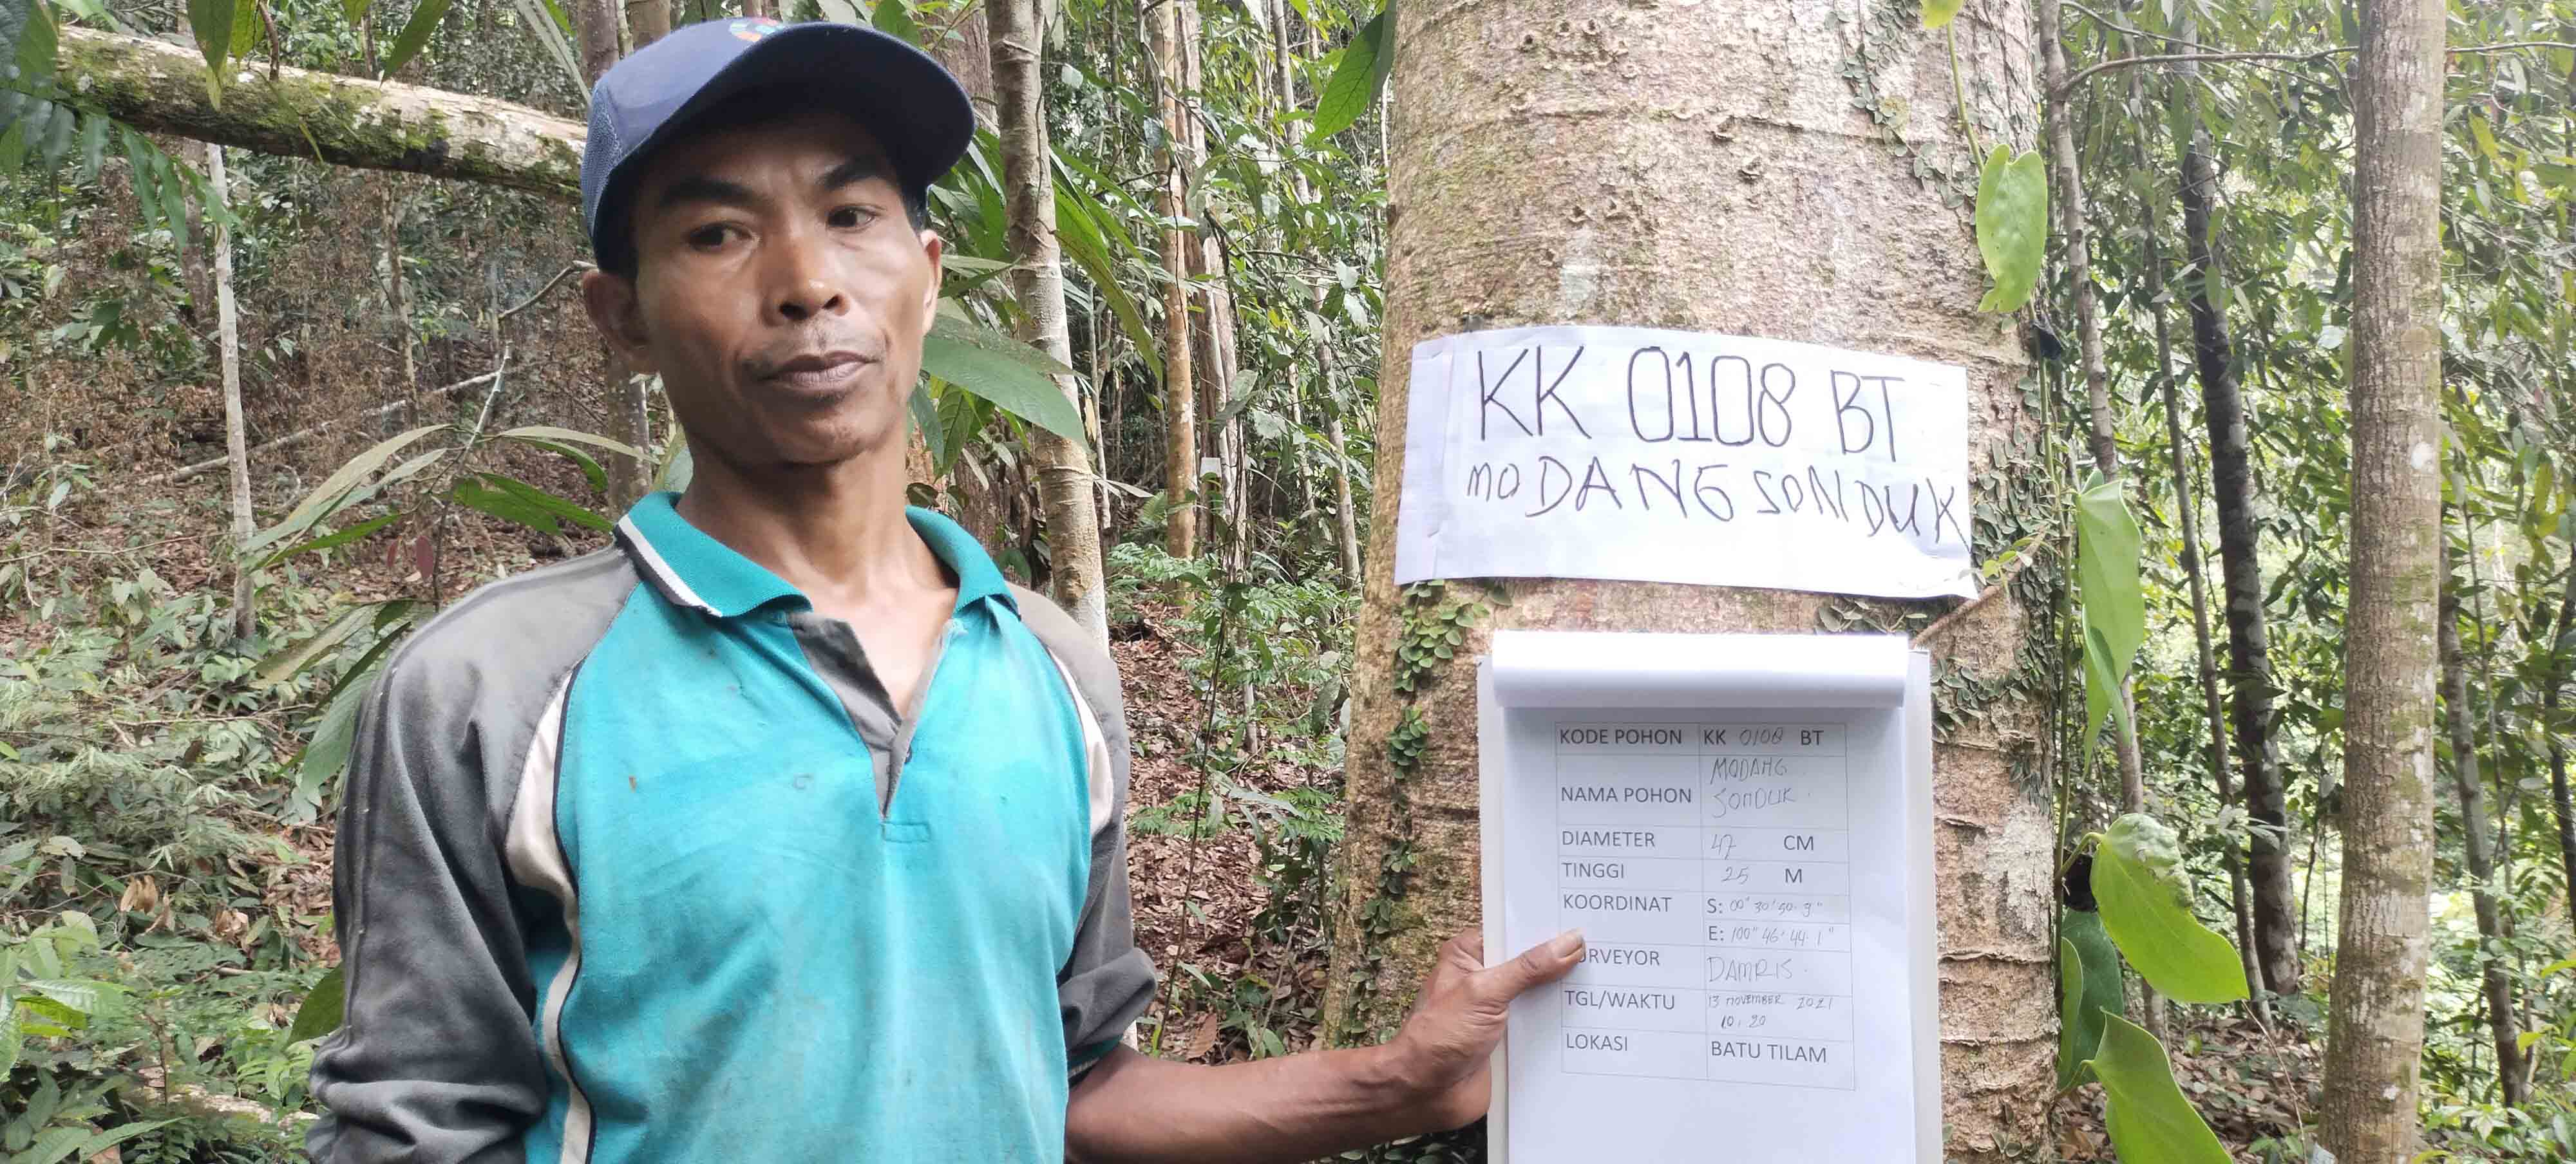 KK 0108 BT
MODANG SONDUK
KODE POHON KK 0108 BT
NAMA POHON MODANG SONDUK
DIAMETER 47 CM
TINGGI 25 M
KOORDINAT S: 00° 30' 50.3"
E: 100° 46' 44.1"
RVEYOR DAMRIS
TGL/WAKTU 13 NOVEMBER 2021
10.20
LOKASI BATU TILAM